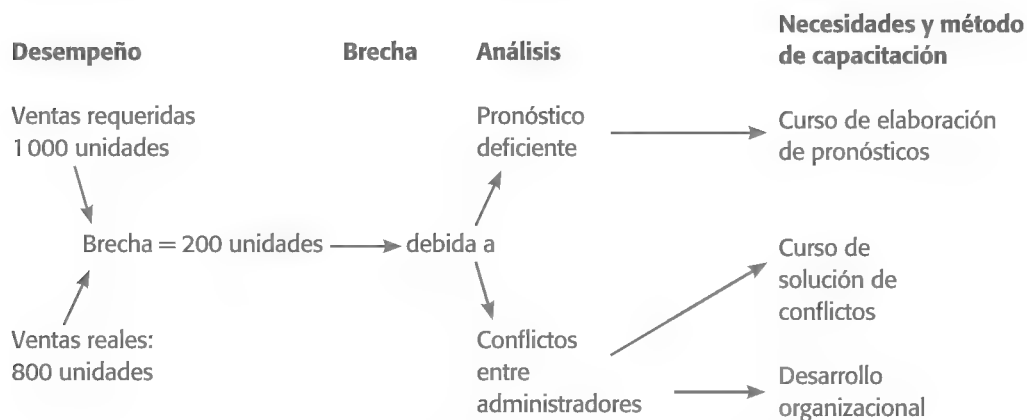 Desempeño
Brecha
Análisis
Necesidades y método
de capacitación
Ventas requeridas
1 000 unidades
Pronóstico
deficiente
Curso de elaboración
de pronósticos
Brecha = 200 unidades
debida a
Curso de
solución de
conflictos
Ventas reales:
800 unidades
Conflictos
entre
administradores
Desarrollo
organizacional